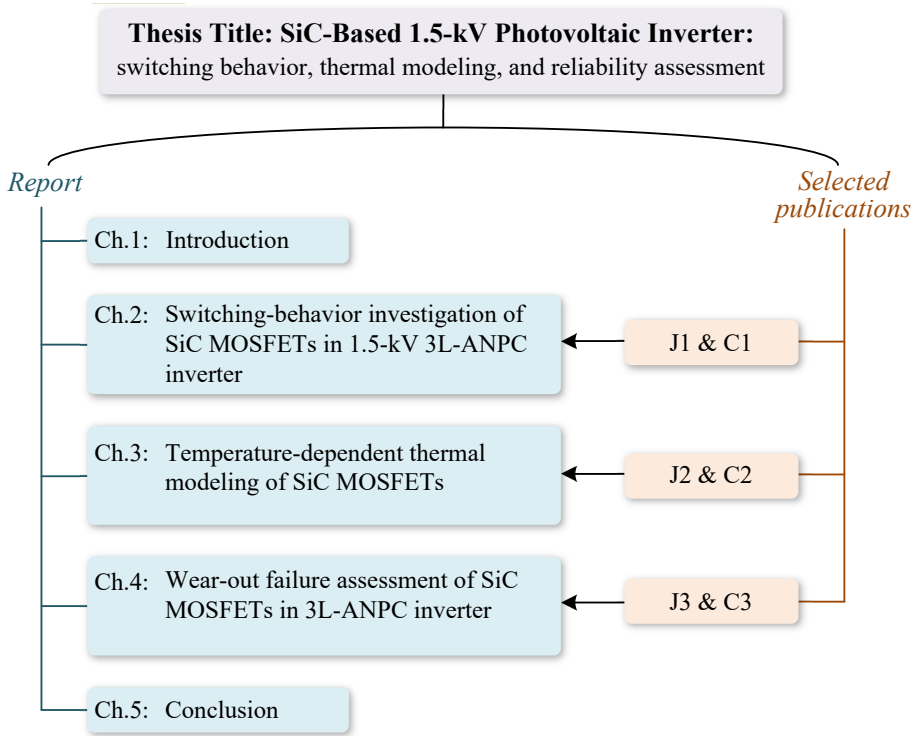 Thesis Title: SiC-Based 1.5-kV Photovoltaic Inverter:
switching behavior, thermal modeling, and reliability assessment
Report
Selected
publications
Ch.1: Introduction
Ch.2: Switching-behavior investigation of
SiC MOSFETs in 1.5-kV 3L-ANPC
inverter
J1 & C1
Ch.3: Temperature-dependent thermal
modeling of SiC MOSFETs
J2 & C2
Ch.4: Wear-out failure assessment of SiC
MOSFETs in 3L-ANPC inverter
J3 & C3
Ch.5: Conclusion